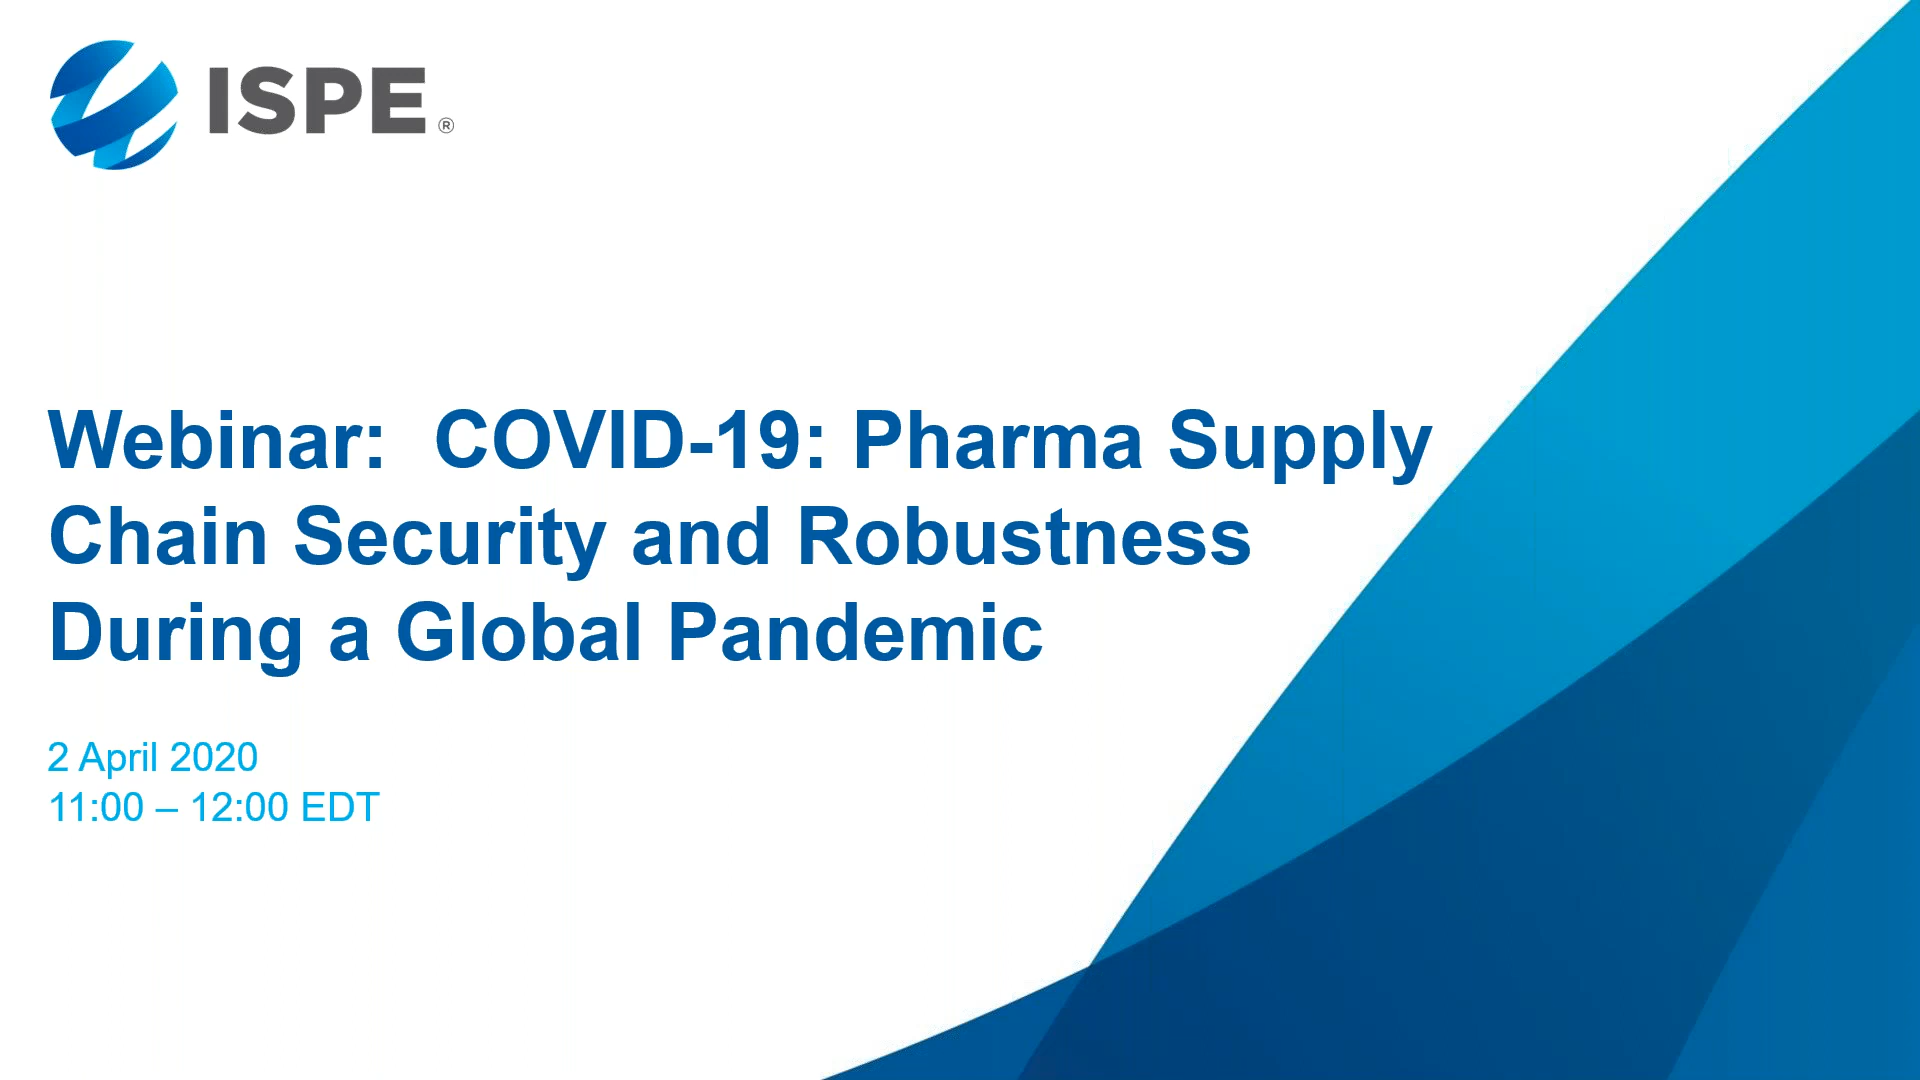 ISPE®
Webinar:  COVID-19: Pharma Supply
Chain Security and Robustness
During a Global Pandemic
2 April 2020
11:00 – 12:00 EDT